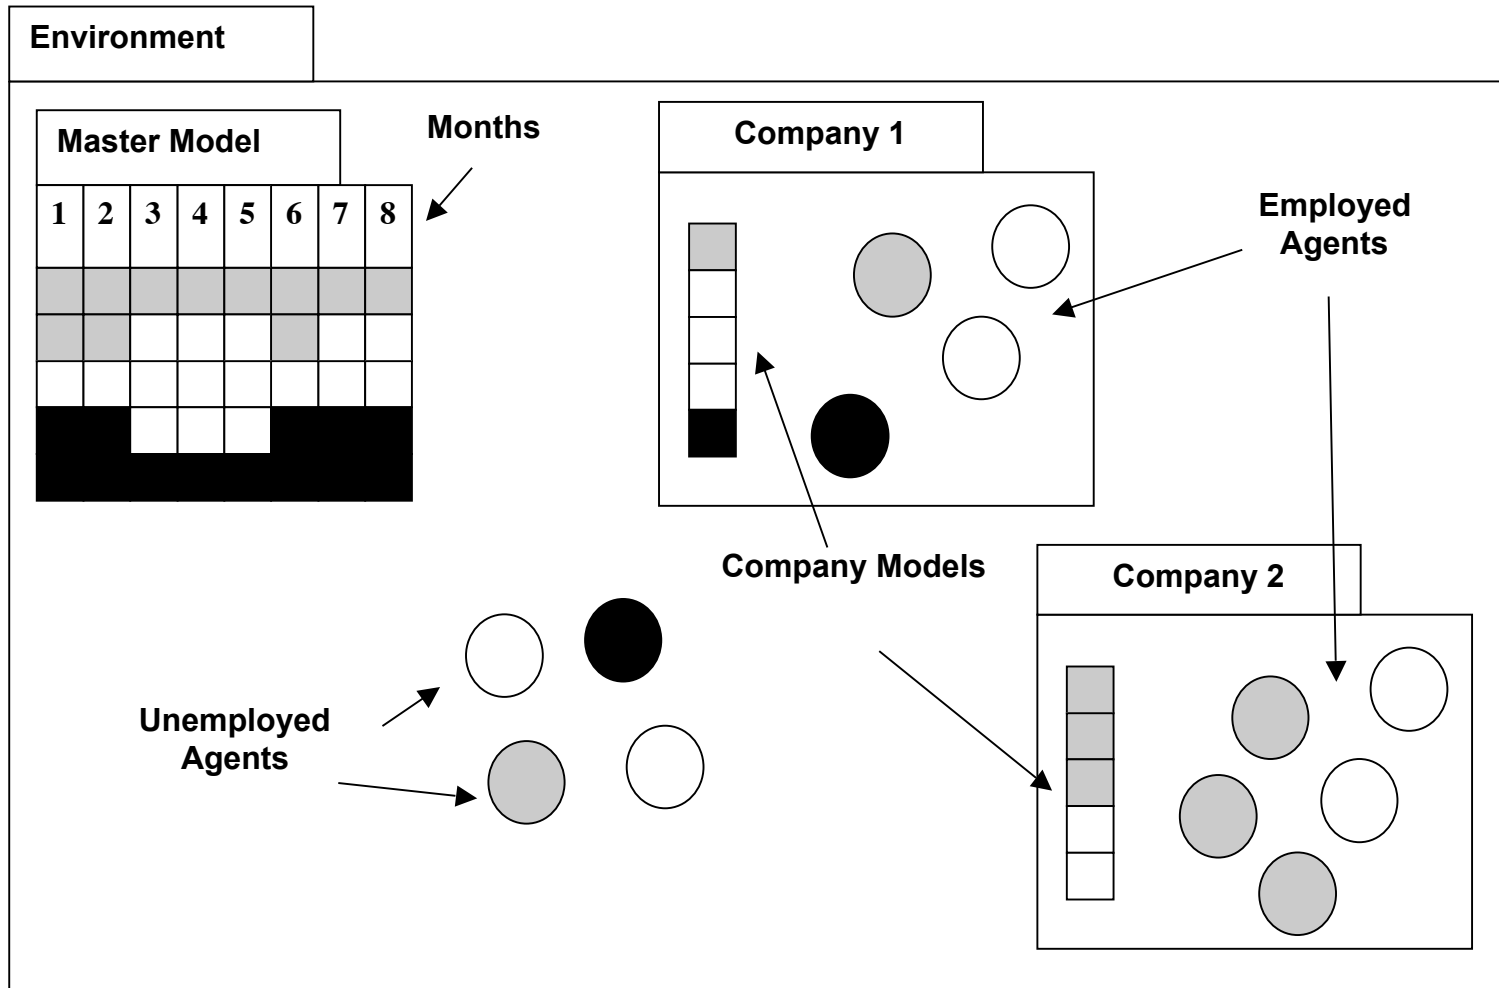 Environment
Master Model
Months
1 2 3 4 5 6 7 8
Company 1
Employed
Agents
Company Models
Company 2
Unemployed
Agents